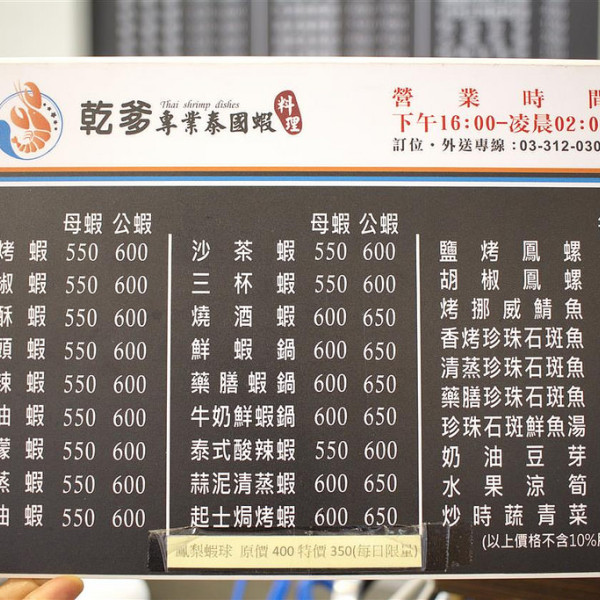 Thai shrimp dishes
乾爹專業泰國蝦料理
營業時間
下午16:00-凌晨02:0
訂位・外送專線:03-312-030
母蝦 公蝦
烤蝦 550 600
椒蝦 550 600
酥蝦 550 600
頭蝦 550 600
辣蝦 550 600
油蝦 550 600
檬蝦 550 600
蒸蝦 550 600
油蝦 550 600
母蝦 公蝦
沙茶蝦 550 600
三杯蝦 550 600
燒酒蝦 600 650
鮮蝦鍋 600 650
藥膳蝦鍋 600 650
牛奶鮮蝦鍋 600 650
泰式酸辣蝦 550 600
蒜泥清蒸蝦 600 650
起士焗烤蝦 600 650
鹽烤鳳螺
胡椒鳳螺
烤挪威鯖魚
香烤珍珠石斑魚
清蒸珍珠石斑魚
藥膳珍珠石斑魚
珍珠石斑鮮魚湯
奶油豆芽
水果涼筍
炒時蔬青菜
(以上價格不含10%
鳳梨蝦球 原價 400 特價 350(每日限量)